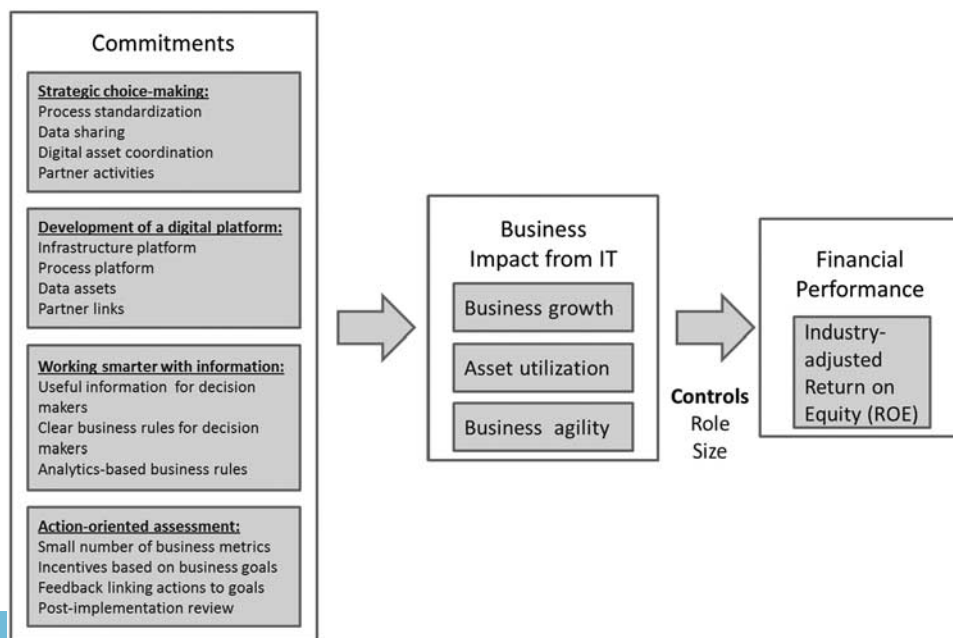 Commitments
Strategic choice-making:
Process standardization
Data sharing
Digital asset coordination
Partner activities
Development of a digital platform:
Infrastructure platform
Process platform
Data assets
Partner links
Working smarter with information:
Useful information for decision
makers
Clear business rules for decision
makers
Analytics-based business rules
Action-oriented assessment:
Small number of business metrics
Incentives based on business goals
Feedback linking actions to goals
Post-implementation review
Business
Impact from IT
Business growth
Asset utilization
Business agility
Controls
Role
Size
Financial
Performance
Industry-
adjusted
Return on
Equity (ROE)